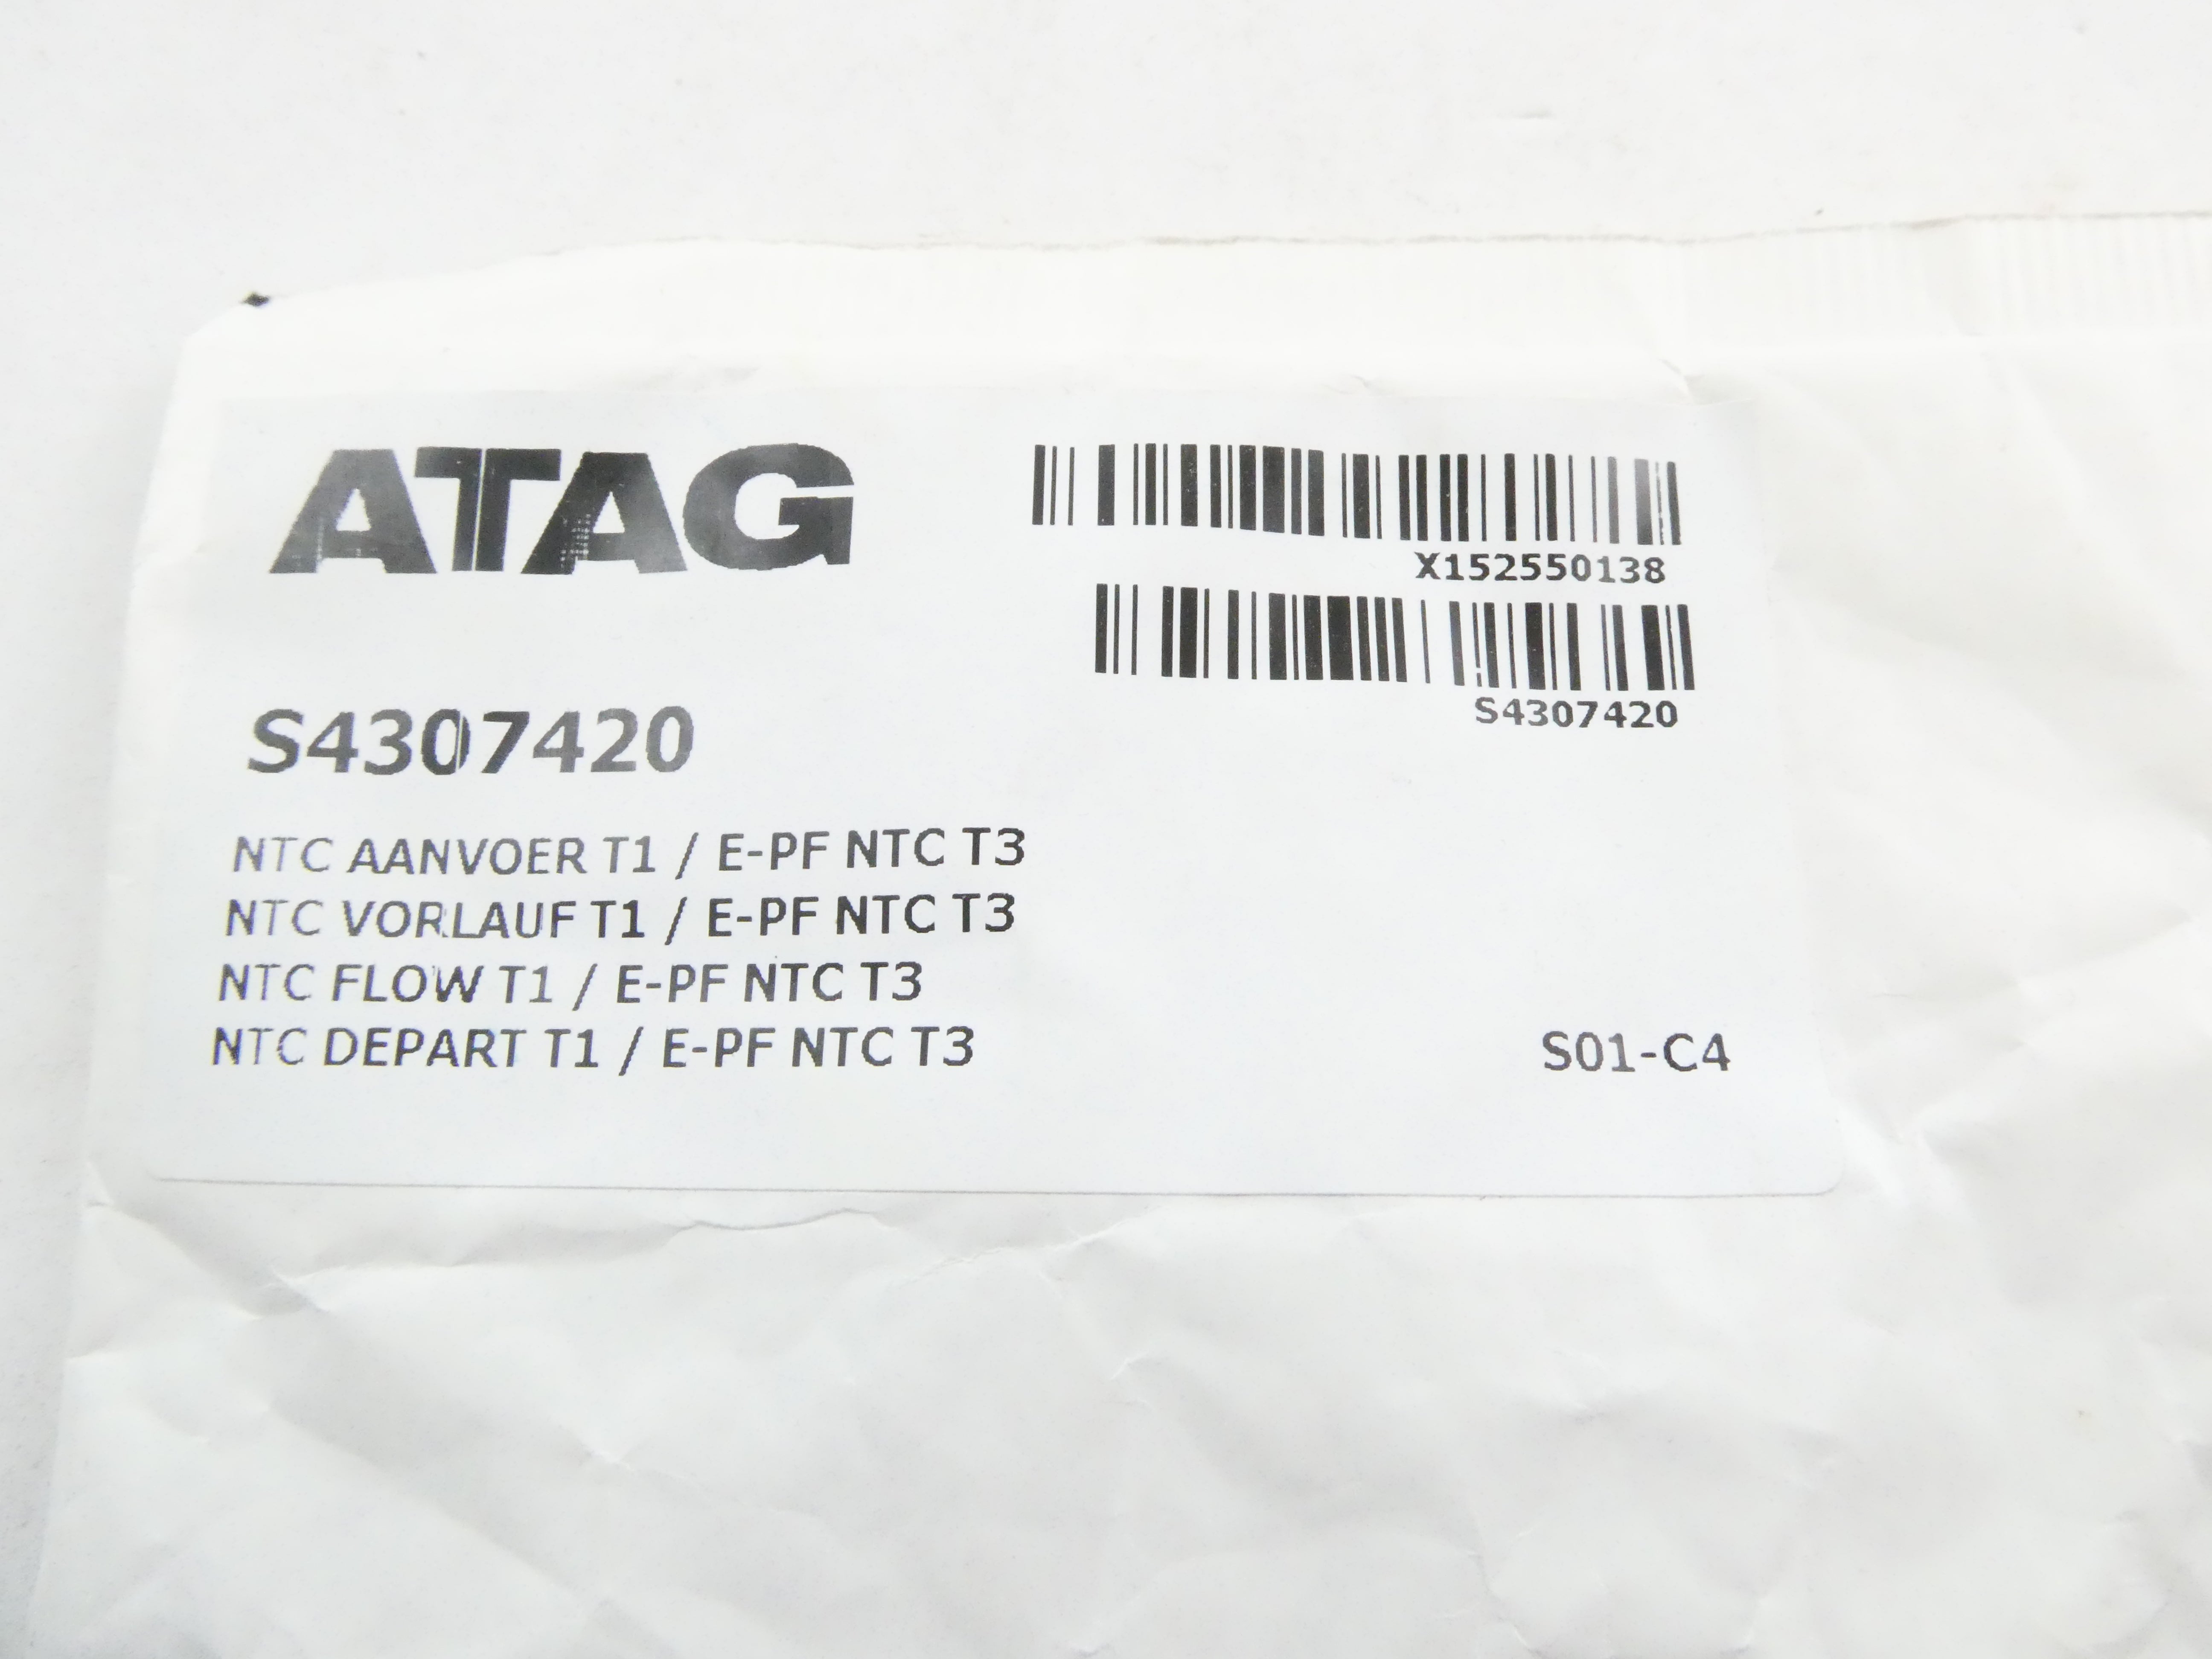 ATAG
X152550138
S4307420
S4307420
NTC AANVOER T1 / E-PF NTC T3
NTC VORLAUF T1 / E-PF NTC T3
NTC FLOW T1 / E-PF NTC T3
NTC DEPART T1 / E-PF NTC T3
S01-C4